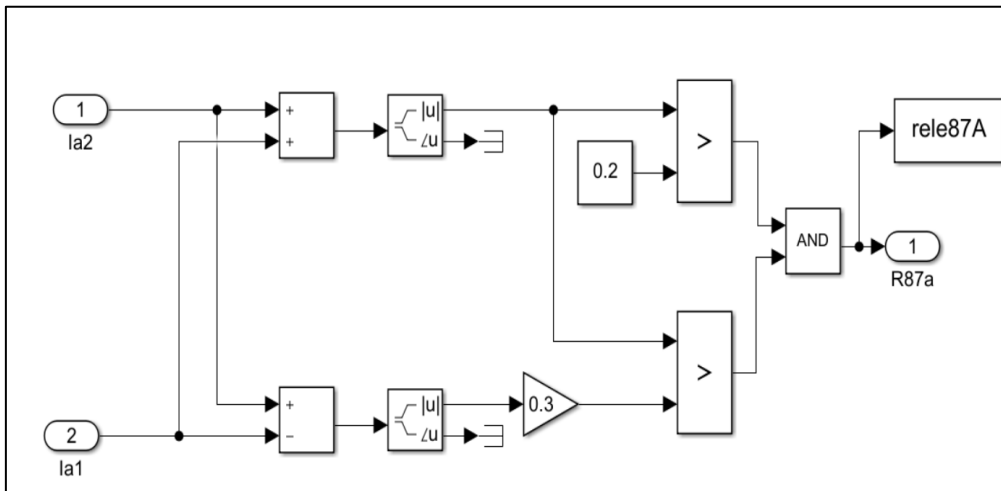 1
Ia2
+
+
|u|
∠u
0.2
>
rele87A
AND
1
R87a
2
Ia1
+
−
|u|
∠u
0.3
>